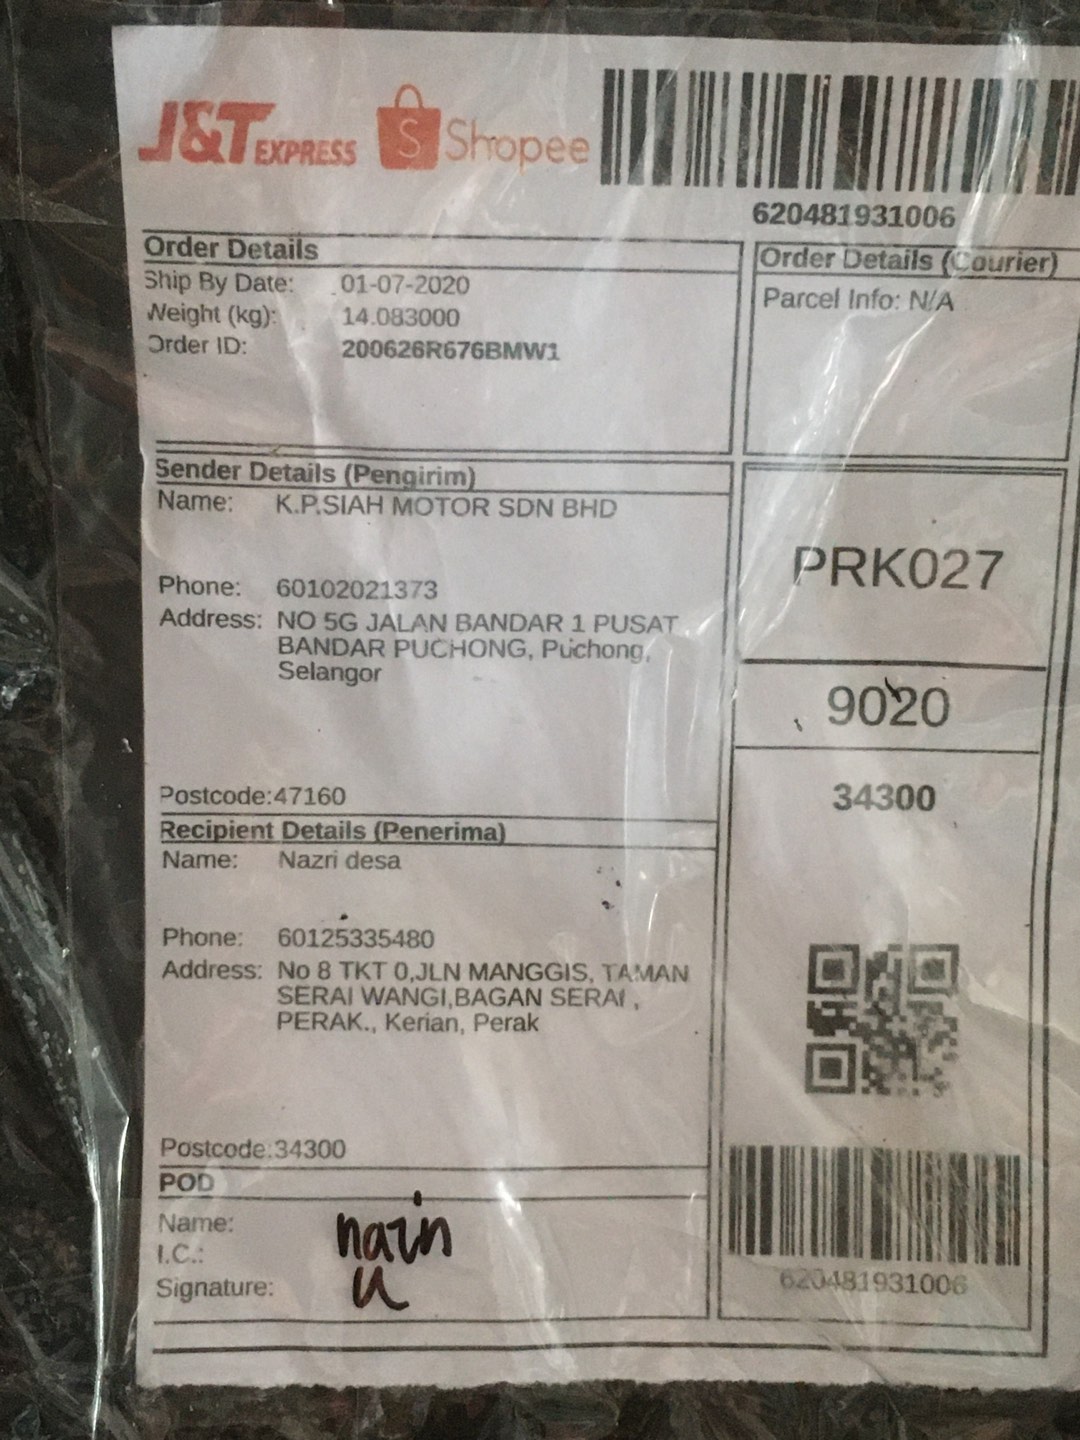 J&T EXPRESS Shopee
620481931006
Order Details
Ship By Date: 01-07-2020
Weight (kg): 14.083000
Order ID: 200626R676BMW1
Order Details (Courier)
Parcel Info: N/A
Sender Details (Pengirim)
Name: K.P.SIAH MOTOR SDN BHD
Phone: 60102021373
Address: NO 5G JALAN BANDAR 1 PUSAT
BANDAR PUCHONG, Puchong,
Selangor
Postcode:47160
PRK027
9020
34300
Recipient Details (Penerima)
Name: Nazri desa
Phone: 60125335480
Address: No 8 TKT 0,JLN MANGGIS, TAMAN
SERAI WANGI,BAGAN SERAI ,
PERAK., Kerian, Perak
Postcode:34300
POD
Name:
I.C.:
Signature:
620481931006